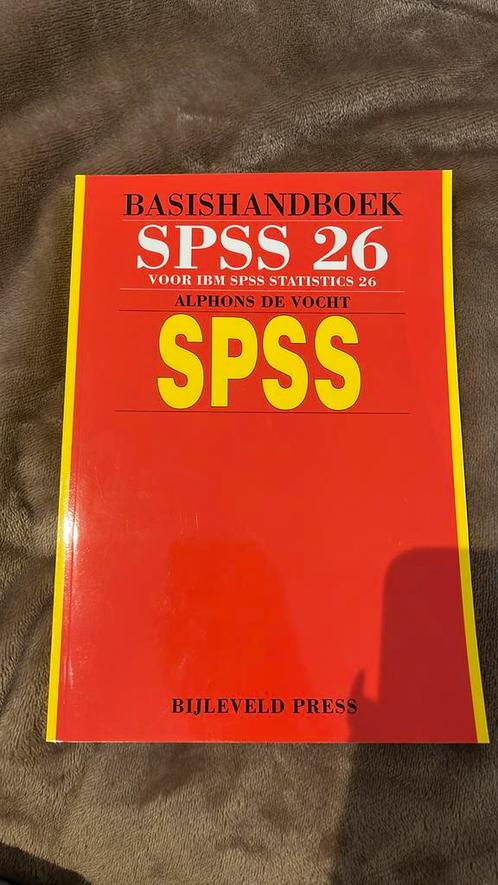 BASISHANDBOEK
SPSS 26
VOOR IBM SPSS STATISTICS 26
ALPHONS DE VOCHT
SPSS
BIJLEVELD PRESS